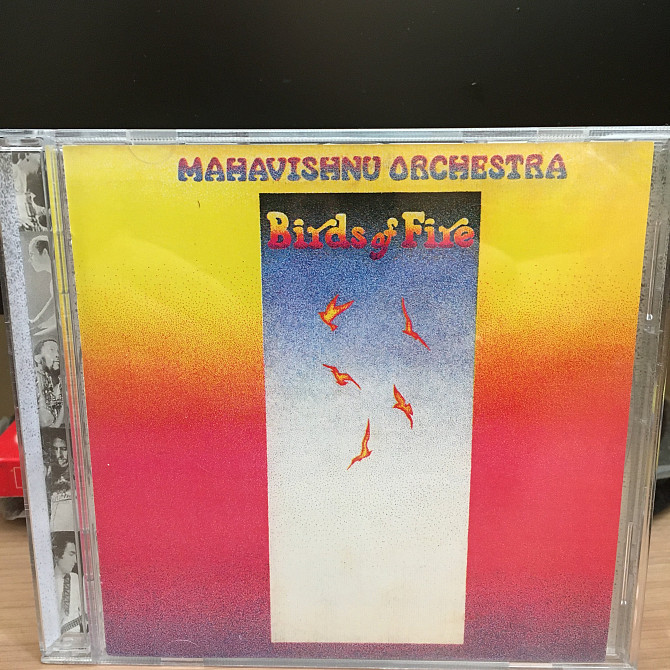 MAHAVISHNU ORCHESTRA
Birds of Fire